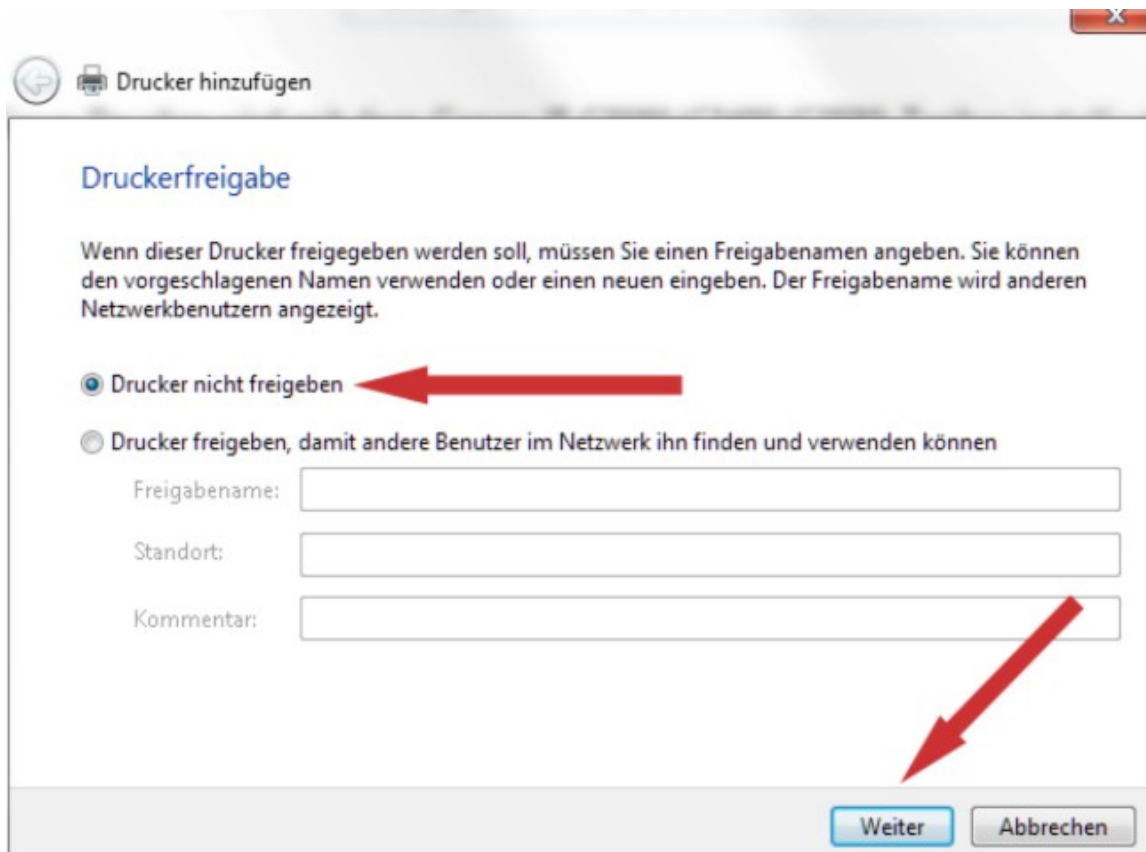 Drucker hinzufügen
Druckerfreigabe
Wenn dieser Drucker freigegeben werden soll, müssen Sie einen Freigabenamen angeben. Sie können
den vorgeschlagenen Namen verwenden oder einen neuen eingeben. Der Freigabename wird anderen
Netzwerkbenutzern angezeigt.
Drucker nicht freigeben
Drucker freigeben, damit andere Benutzer im Netzwerk ihn finden und verwenden können
Freigabename:
Standort:
Kommentar:
Weiter Abbrechen